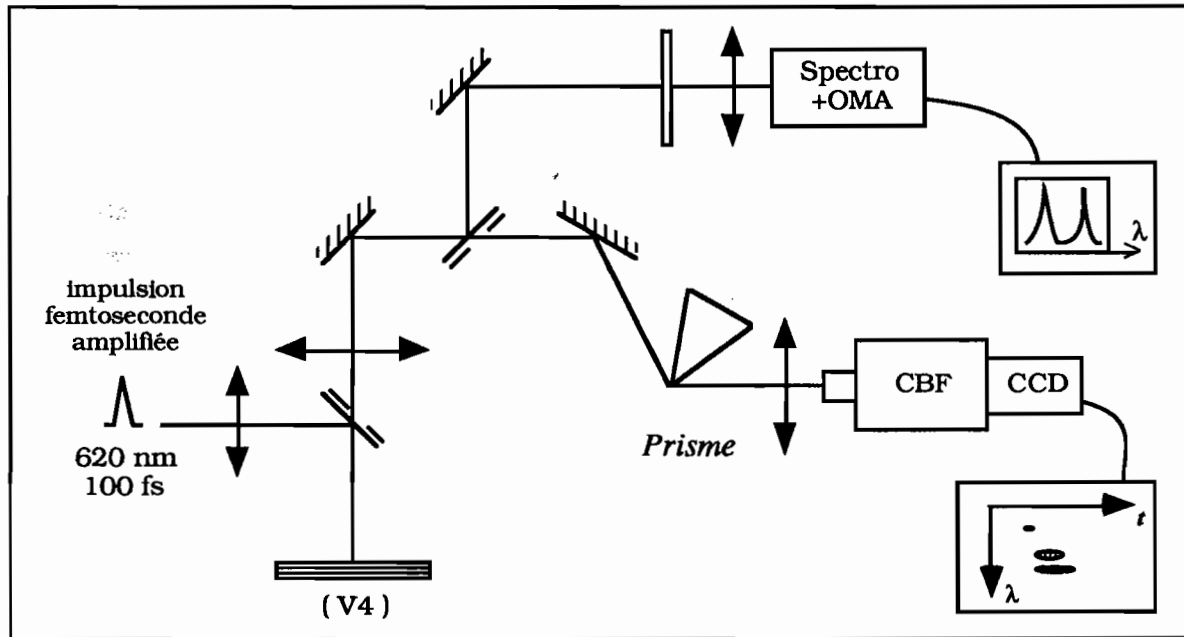 Spectro
+OMA
λ
impulsion
femtoseconde
amplifiée
620 nm
100 fs
Prisme
CBF
CCD
t
λ
( V4 )